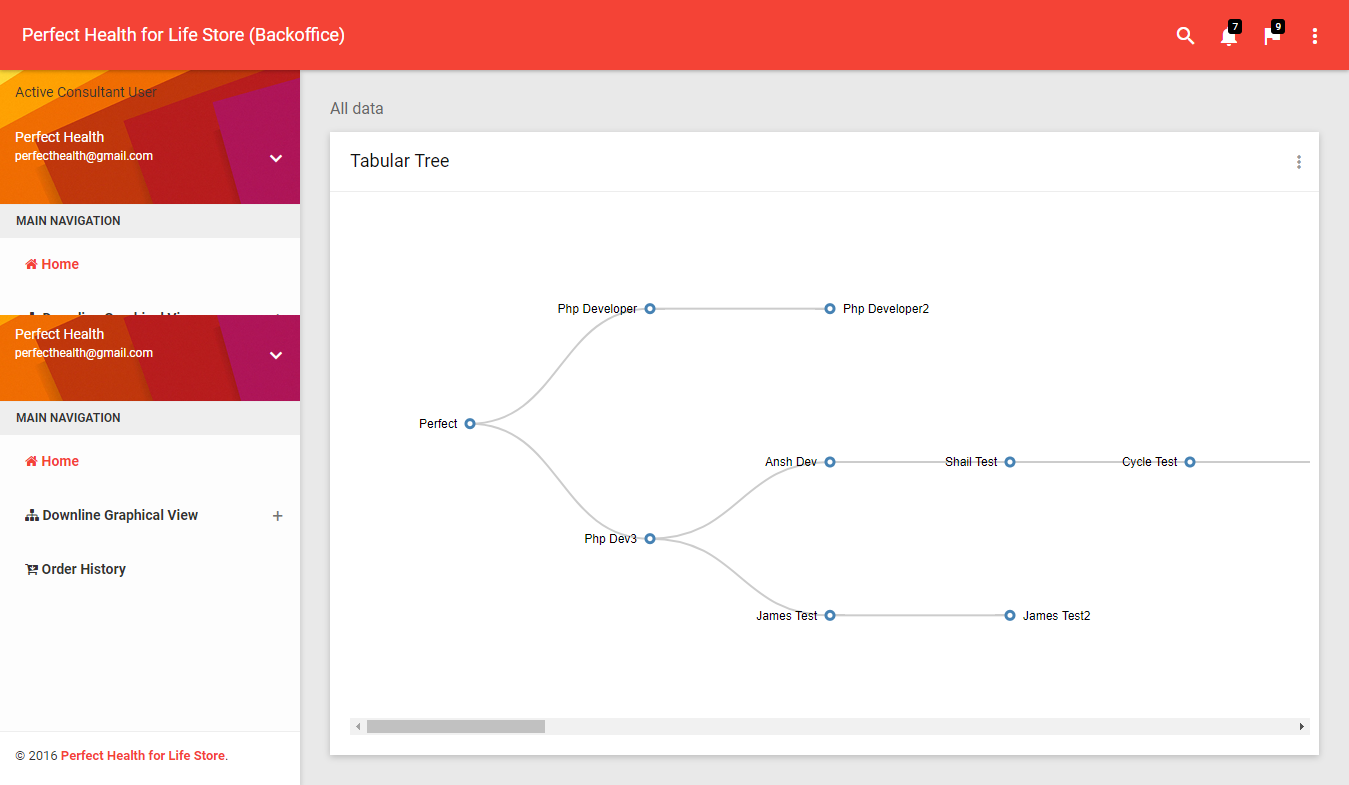 Perfect Health for Life Store (Backoffice)
7
9
Active Consultant User
Perfect Health
perfecthealth@gmail.com
MAIN NAVIGATION
Home
Downline Graphical View
Perfect Health
perfecthealth@gmail.com
MAIN NAVIGATION
Home
Downline Graphical View +
Order History
© 2016 Perfect Health for Life Store.
All data
Tabular Tree
Php Developer
Php Developer2
Perfect
Ansh Dev
Shail Test
Cycle Test
Php Dev3
James Test
James Test2